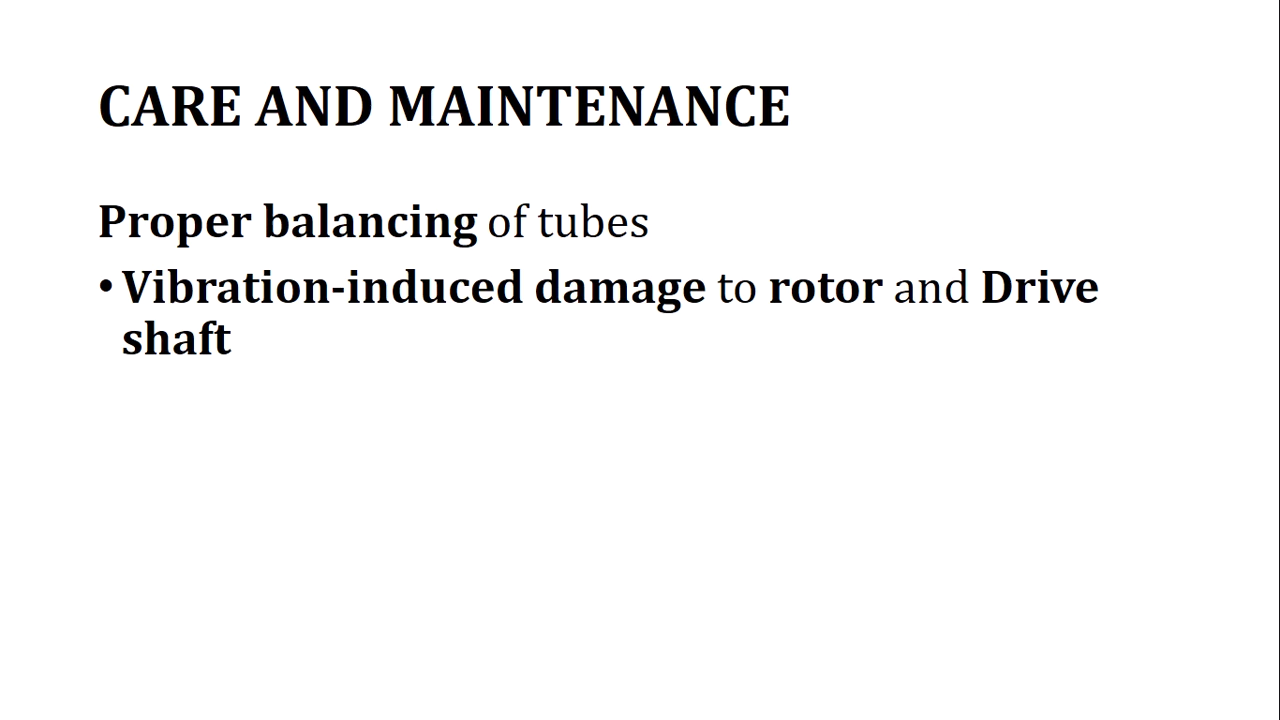 CARE AND MAINTENANCE
Proper balancing of tubes
• Vibration-induced damage to rotor and Drive
shaft